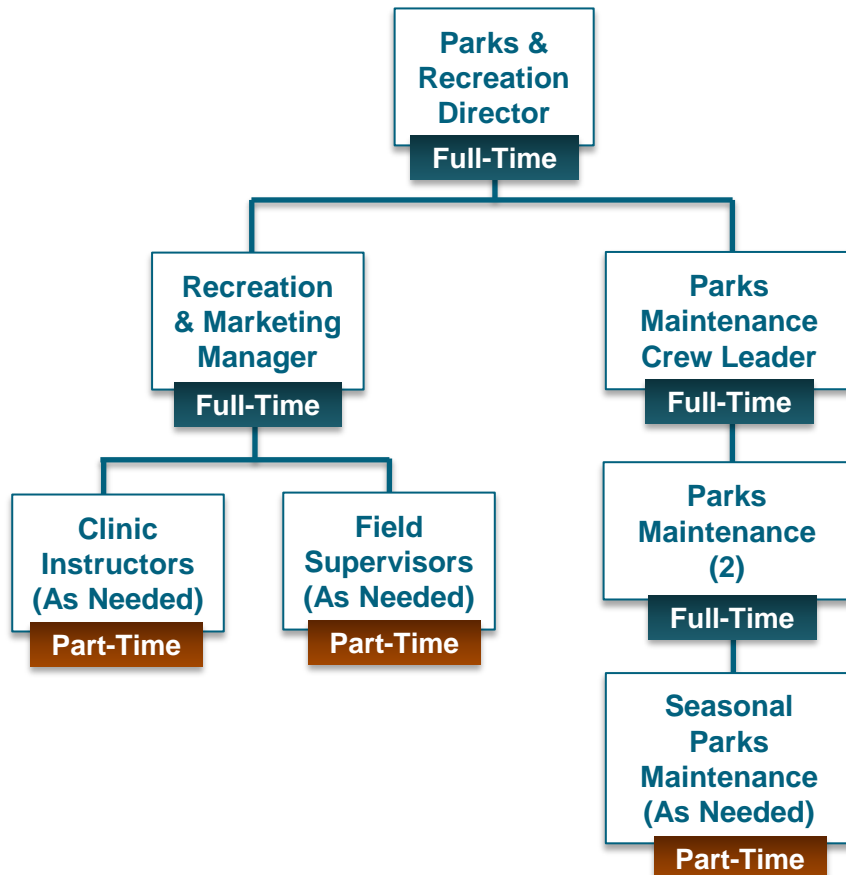 Parks &
Recreation
Director
Full-Time
Recreation
& Marketing
Manager
Full-Time
Parks
Maintenance
Crew Leader
Full-Time
Clinic
Instructors
(As Needed)
Part-Time
Field
Supervisors
(As Needed)
Part-Time
Parks
Maintenance
(2)
Full-Time
Seasonal
Parks
Maintenance
(As Needed)
Part-Time